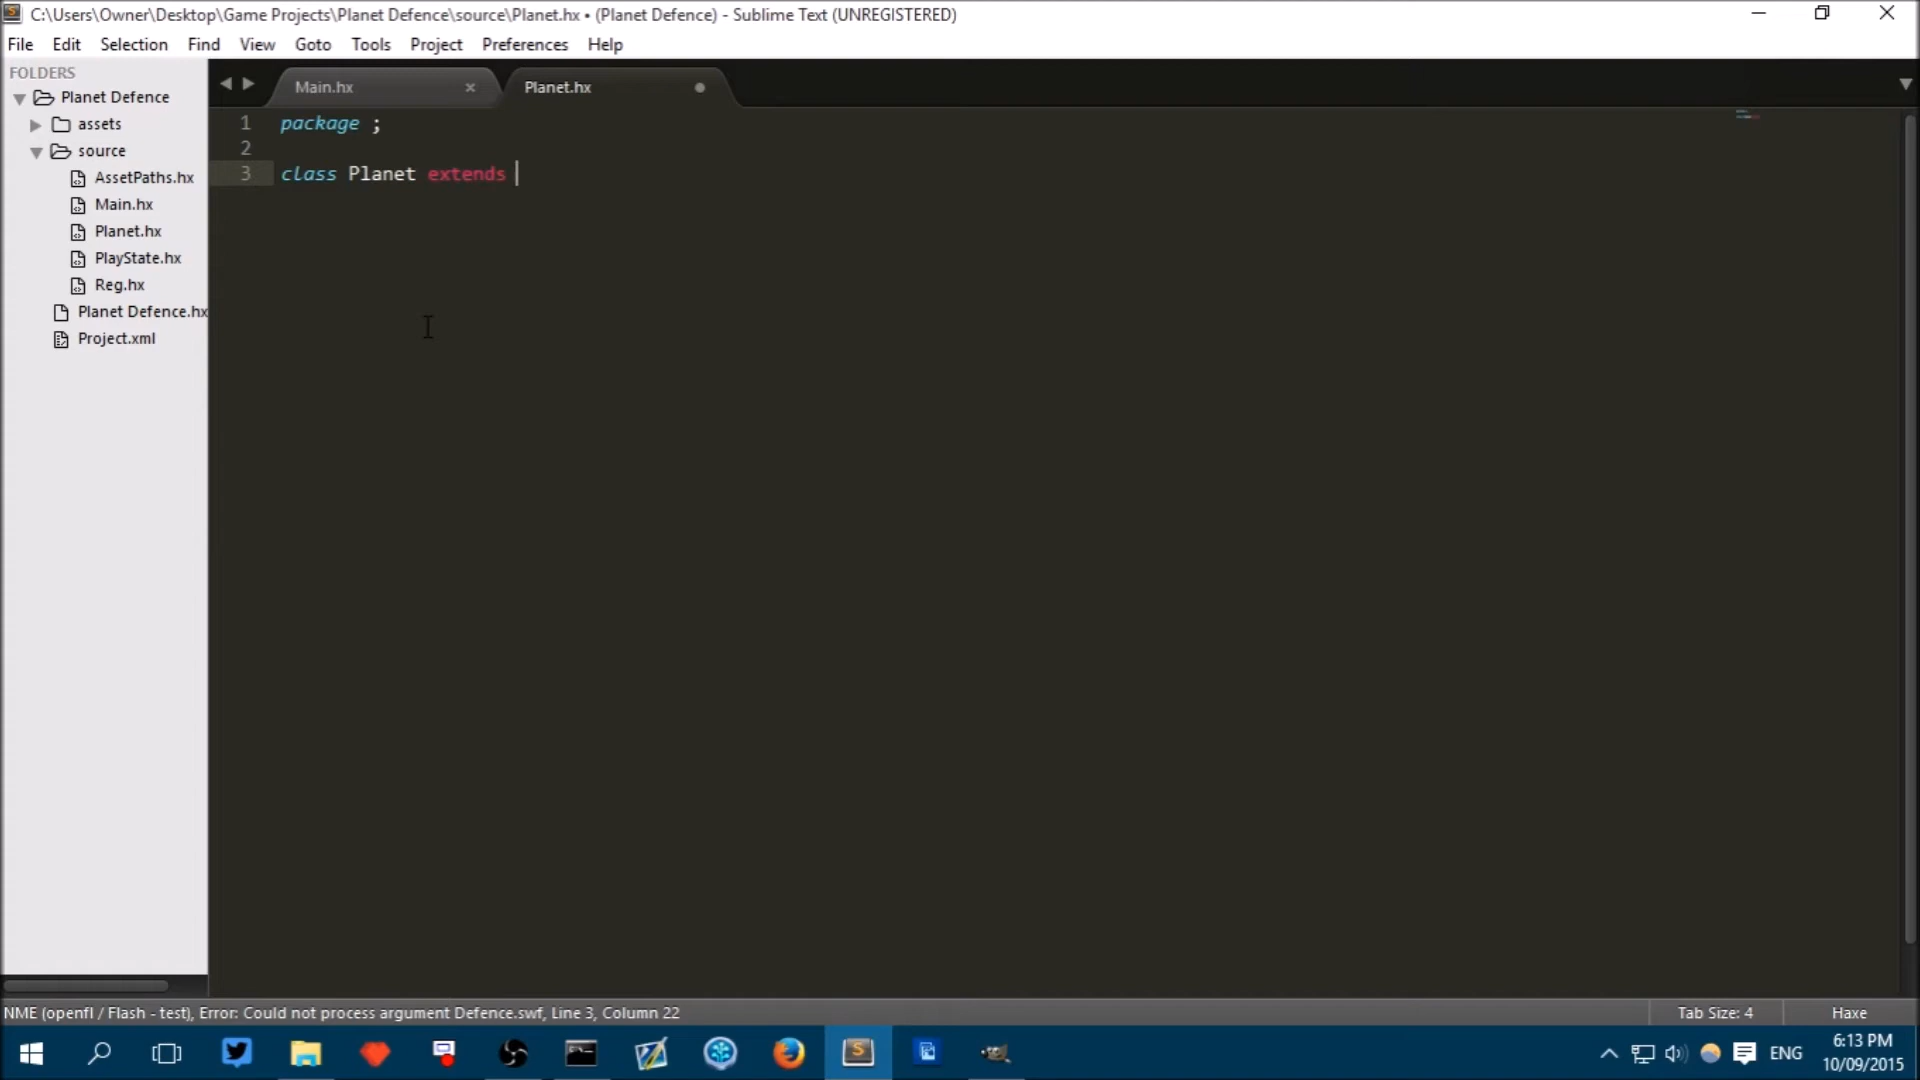 C:\Users\Owner\Desktop\Game Projects\Planet Defence\source\Planet.hx • (Planet Defence) - Sublime Text (UNREGISTERED)
File Edit Selection Find View Goto Tools Project Preferences Help
FOLDERS
Planet Defence
assets
source
AssetPaths.hx
Main.hx
Planet.hx
PlayState.hx
Reg.hx
Planet Defence.hx
Project.xml
Main.hx Planet.hx
1 package ;
2
3 class Planet extends
NME (openfl / Flash - test), Error: Could not process argument Defence.swf, Line 3, Column 22 Tab Size: 4 Haxe
ENG
6:13 PM
10/09/2015